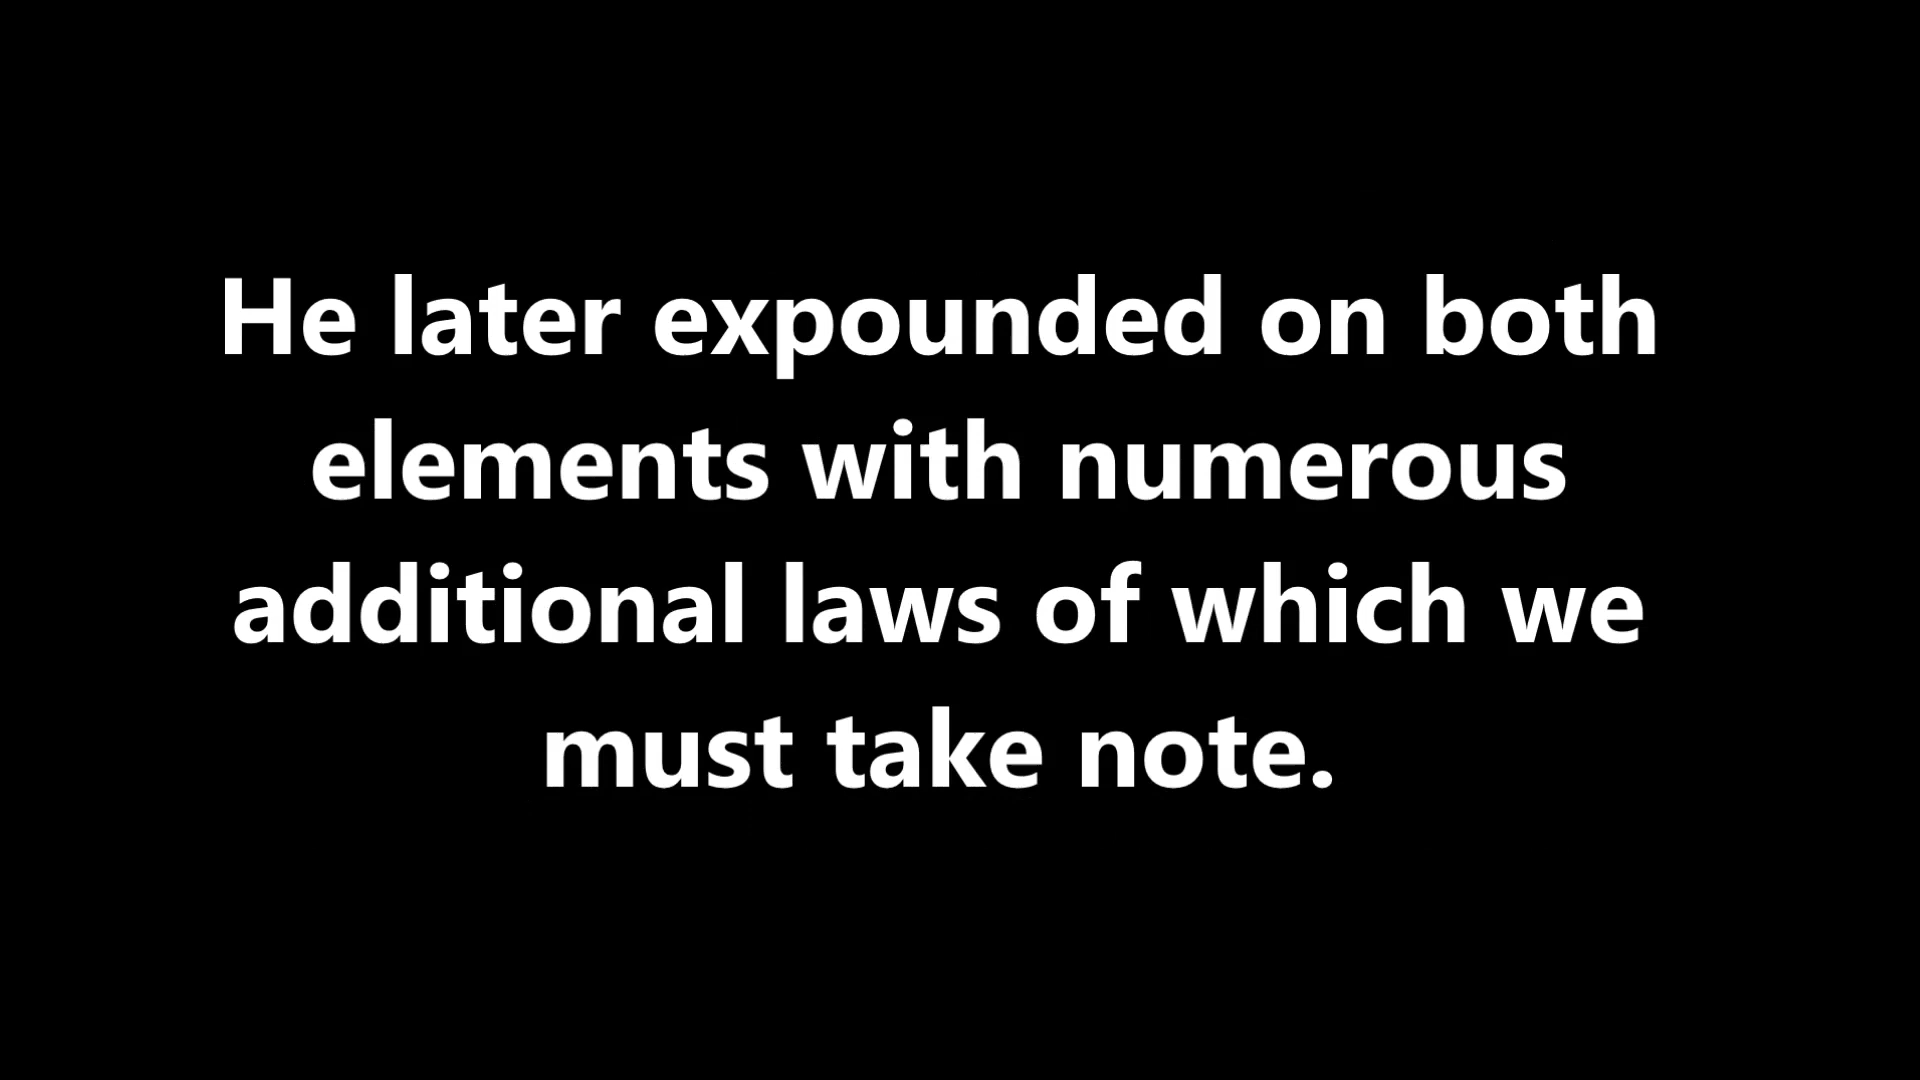 He later expounded on both
elements with numerous
additional laws of which we
must take note.